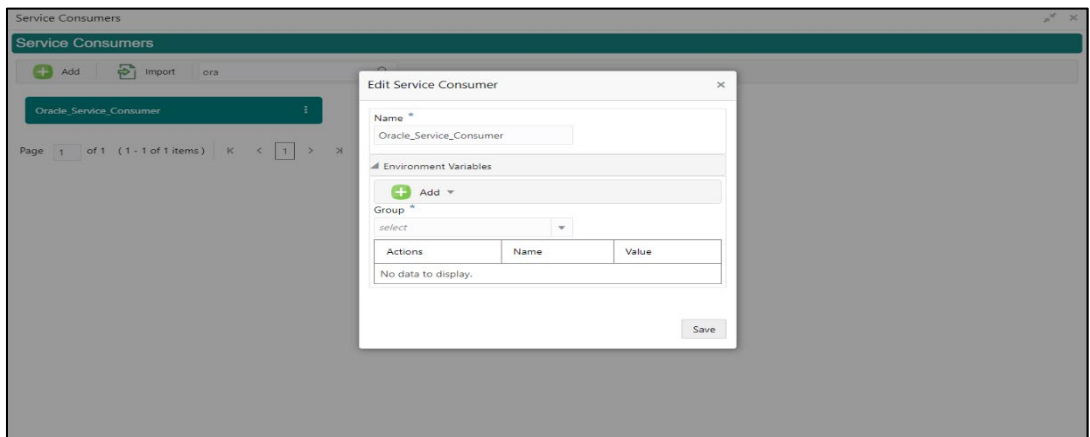 Service Consumers
Service Consumers
Add Import ora
Oracle_Service_Consumer
Page 1 of 1 (1 - 1 of 1 items) K < 1 > >|
Edit Service Consumer ×
Name *
Oracle_Service_Consumer
Environment Variables
Add
Group *
select
Actions Name Value
No data to display.
Save